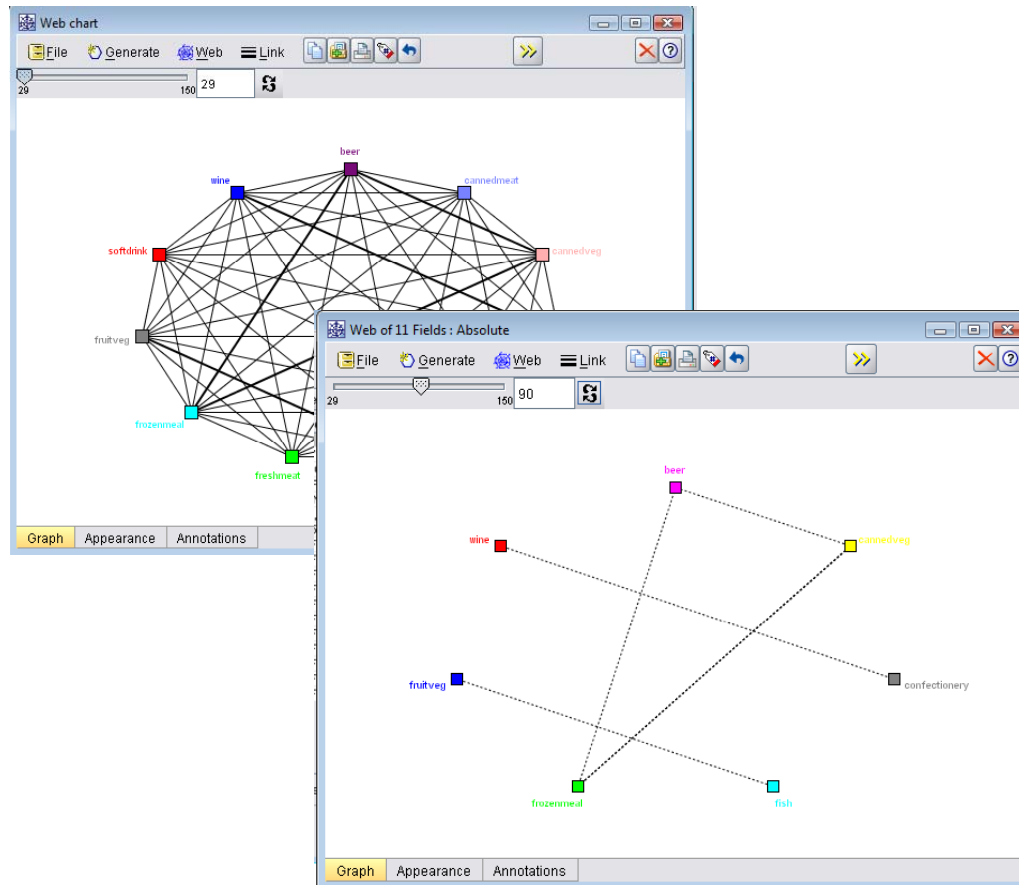 Web chart
File Generate Web Link
29 150 29
beer
wine cannedmeat
softdrink cannedveg
fruitveg
frozenmeal
freshmeat
Graph Appearance Annotations
Web of 11 Fields : Absolute
File Generate Web Link
29 150 90
beer
wine cannedveg
fruitveg confectionery
frozenmeal fish
Graph Appearance Annotations